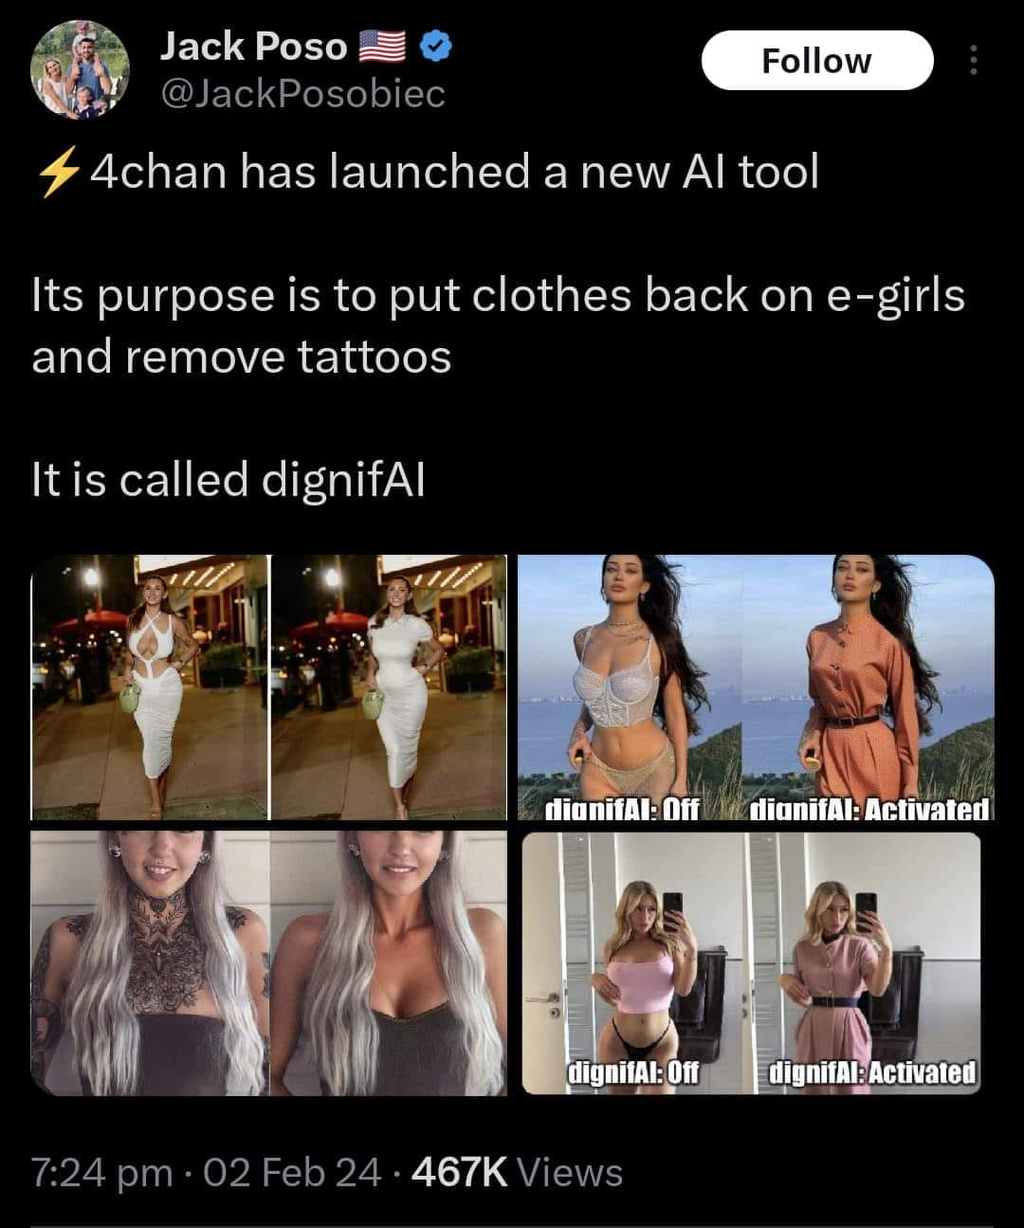 Jack Poso 🇺🇸
@JackPosobiec
Follow
⚡4chan has launched a new AI tool
Its purpose is to put clothes back on e-girls
and remove tattoos
It is called dignifAI
dignifAI: Off
dignifAI: Activated
dignifAI: Off
dignifAI: Activated
7:24 pm · 02 Feb 24 · 467K Views